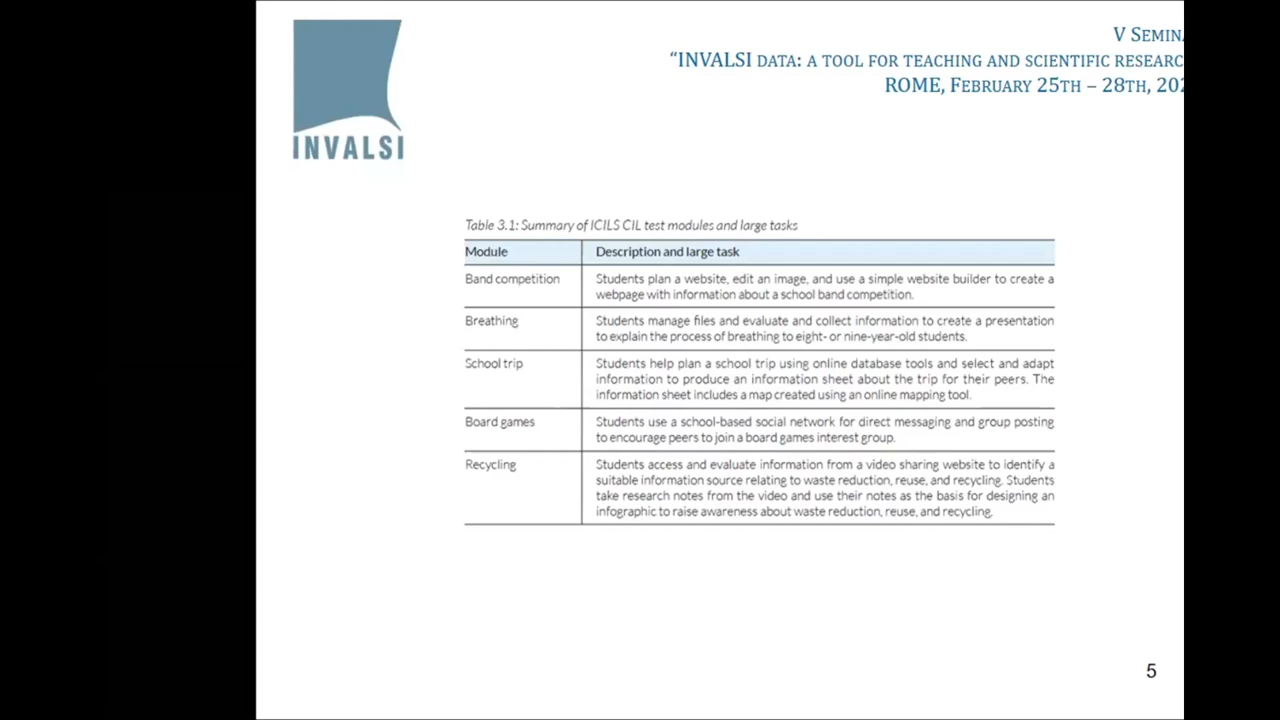 V SEMINA
"INVALSI DATA: A TOOL FOR TEACHING AND SCIENTIFIC RESEARC
ROME, FEBRUARY 25TH – 28TH, 202
INVALSI
Table 3.1: Summary of ICILS CIL test modules and large tasks
Module Description and large task
Band competition Students plan a website, edit an image, and use a simple website builder to create a
webpage with information about a school band competition.
Breathing Students manage files and evaluate and collect information to create a presentation
to explain the process of breathing to eight- or nine-year-old students.
School trip Students help plan a school trip using online database tools and select and adapt
information to produce an information sheet about the trip for their peers. The
information sheet includes a map created using an online mapping tool.
Board games Students use a school-based social network for direct messaging and group posting
to encourage peers to join a board games interest group.
Recycling Students access and evaluate information from a video sharing website to identify a
suitable information source relating to waste reduction, reuse, and recycling. Students
take research notes from the video and use their notes as the basis for designing an
infographic to raise awareness about waste reduction, reuse, and recycling.
5